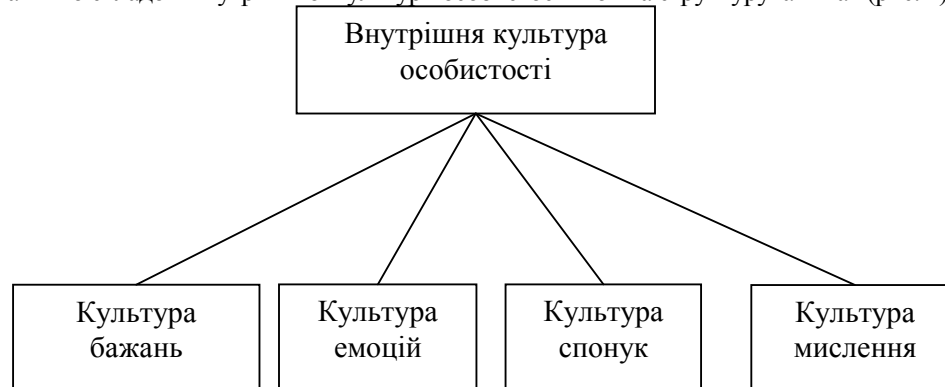 Внутрішня культура
особистості
Культура
бажань
Культура
емоцій
Культура
спонук
Культура
мислення